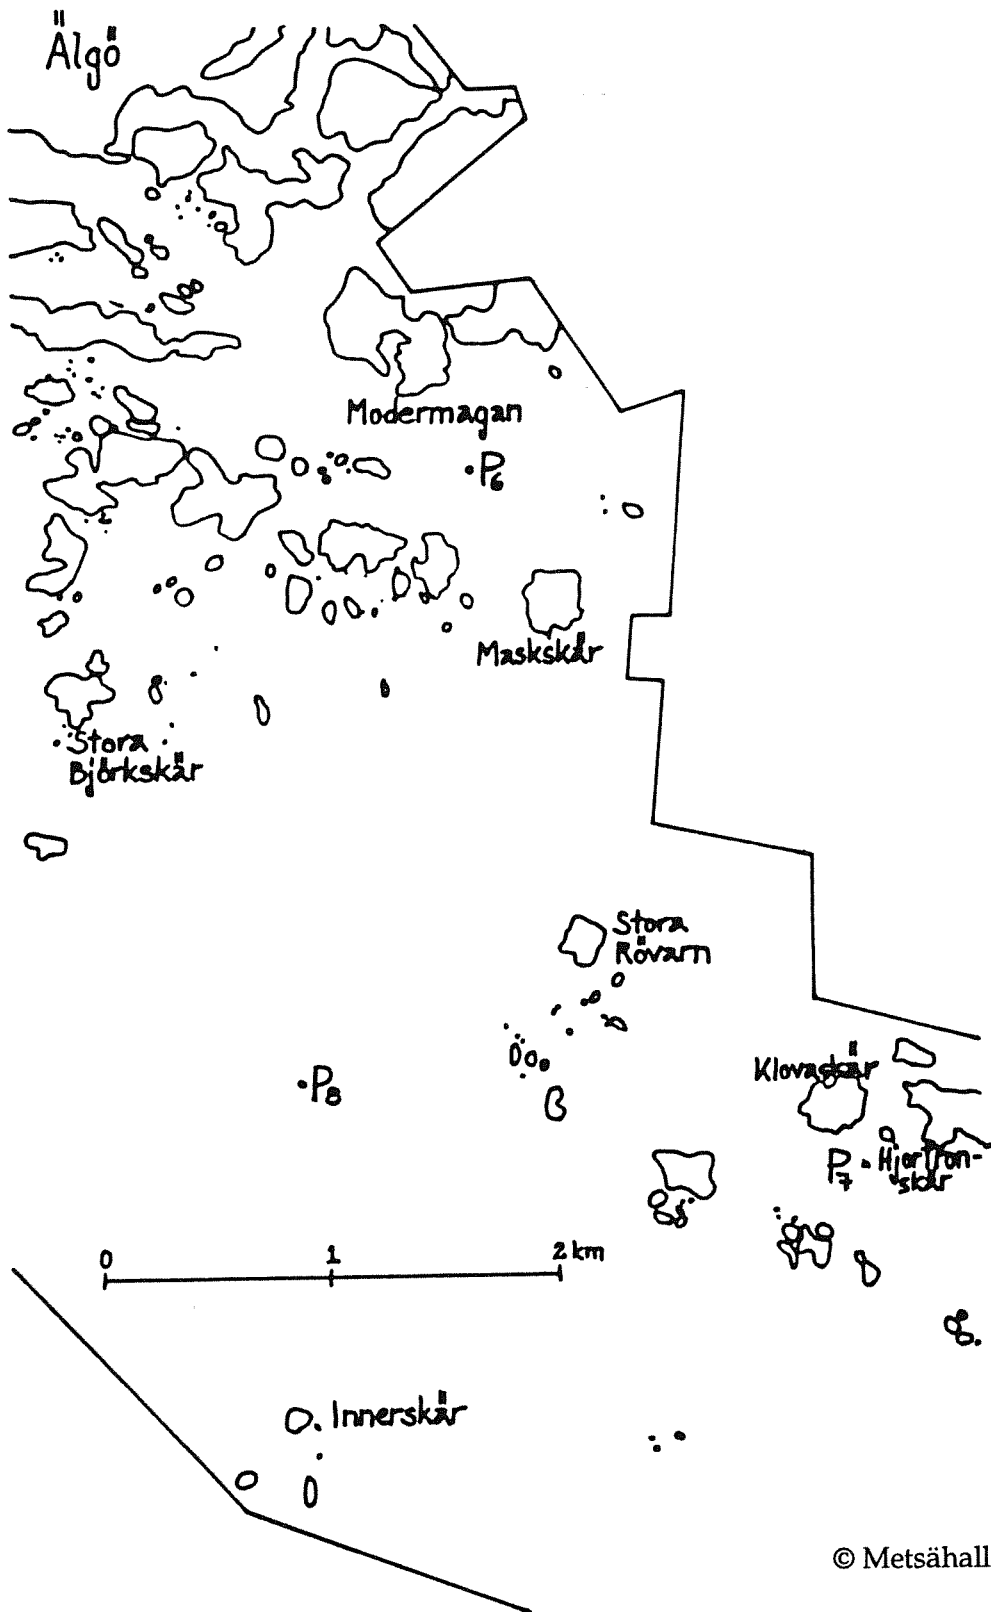 Älgö
Modermagan
P6
Maskskär
Stora
Björkskär
Stora
Rövarn
P8
Klovaskär
P7
Hjortron-
skär
0 1 2 km
Innerskär
© Metsähall